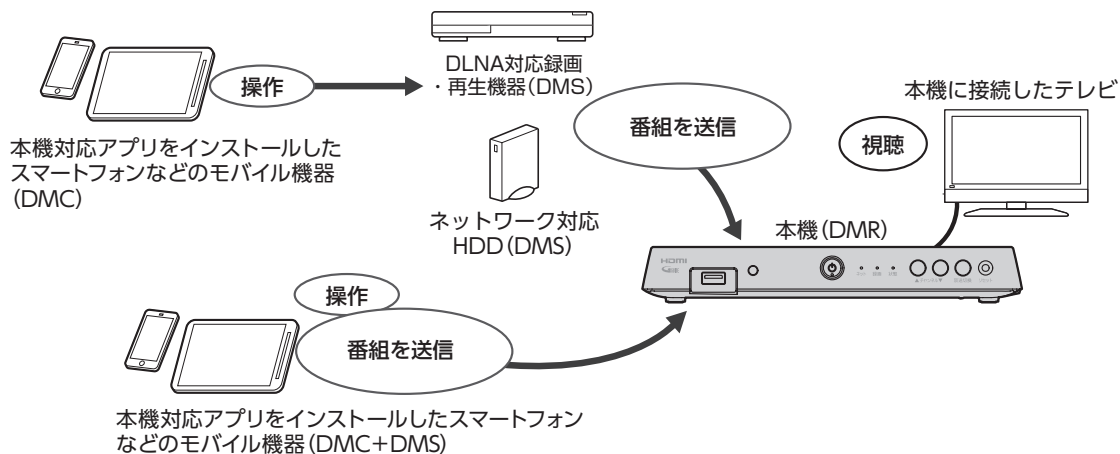 操作
DLNA対応録画
・再生機器(DMS)
本機対応アプリをインストールした
スマートフォンなどのモバイル機器
(DMC)
ネットワーク対応
HDD(DMS)
番組を送信
本機に接続したテレビ
視聴
本機(DMR)
HDMI
操作
番組を送信
本機対応アプリをインストールしたスマートフォン
などのモバイル機器(DMC+DMS)